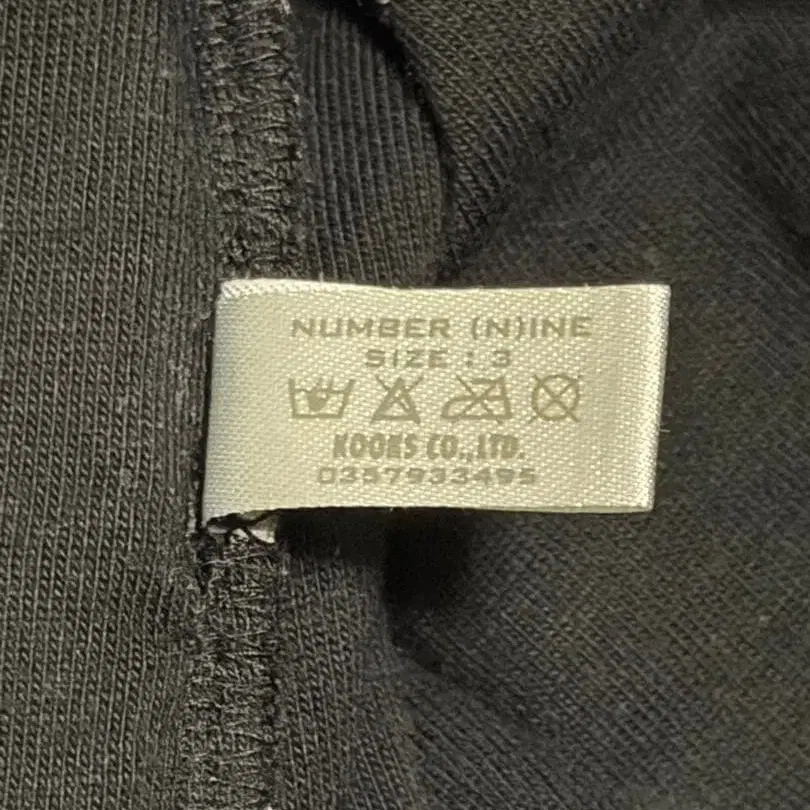 NUMBER (N)INE
SIZE : 3
KOOKS CO.,LTD.
0357933495